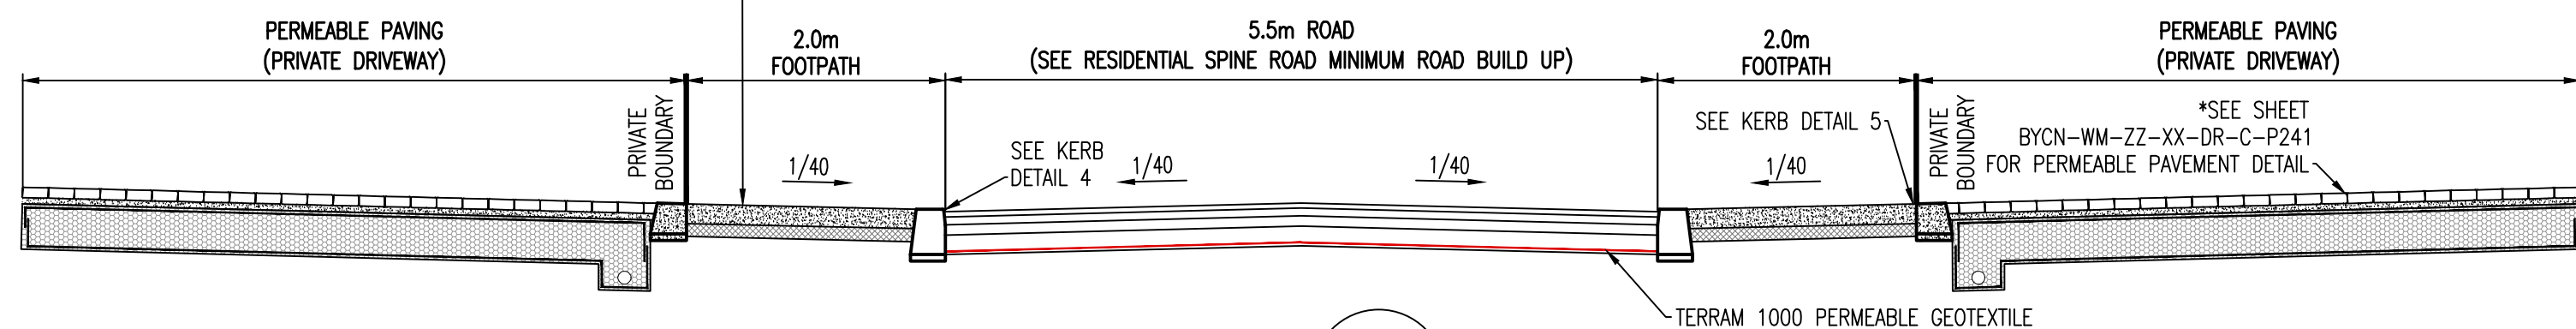 PERMEABLE PAVING
(PRIVATE DRIVEWAY)
2.0m
FOOTPATH
5.5m ROAD
(SEE RESIDENTIAL SPINE ROAD MINIMUM ROAD BUILD UP)
2.0m
FOOTPATH
PERMEABLE PAVING
(PRIVATE DRIVEWAY)
PRIVATE
BOUNDARY
1/40
SEE KERB
DETAIL 4
1/40
1/40
SEE KERB DETAIL 5
1/40
PRIVATE
BOUNDARY
*SEE SHEET
BYCN-WM-ZZ-XX-DR-C-P241
FOR PERMEABLE PAVEMENT DETAIL
TERRAM 1000 PERMEABLE GEOTEXTILE